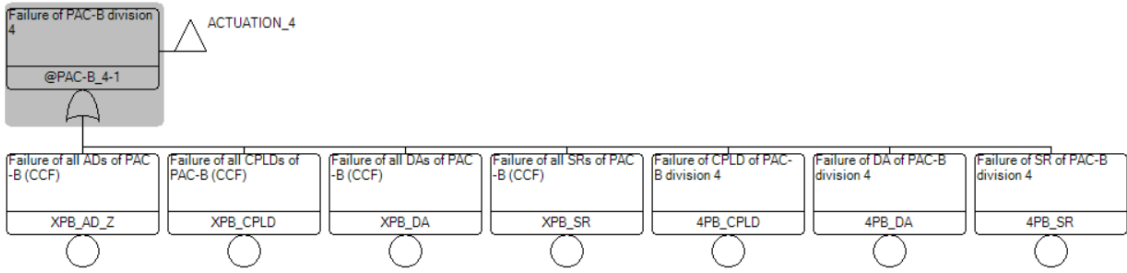 Failure of PAC-B division
4
@PAC-B_4-1
ACTUATION_4
Failure of all ADs of PAC
-B (CCF)
XPB_AD_Z
Failure of all CPLDs of
PAC-B (CCF)
XPB_CPLD
Failure of all DAs of PAC
-B (CCF)
XPB_DA
Failure of all SRs of PAC
-B (CCF)
XPB_SR
Failure of CPLD of PAC-
B division 4
4PB_CPLD
Failure of DA of PAC-B
division 4
4PB_DA
Failure of SR of PAC-B
division 4
4PB_SR